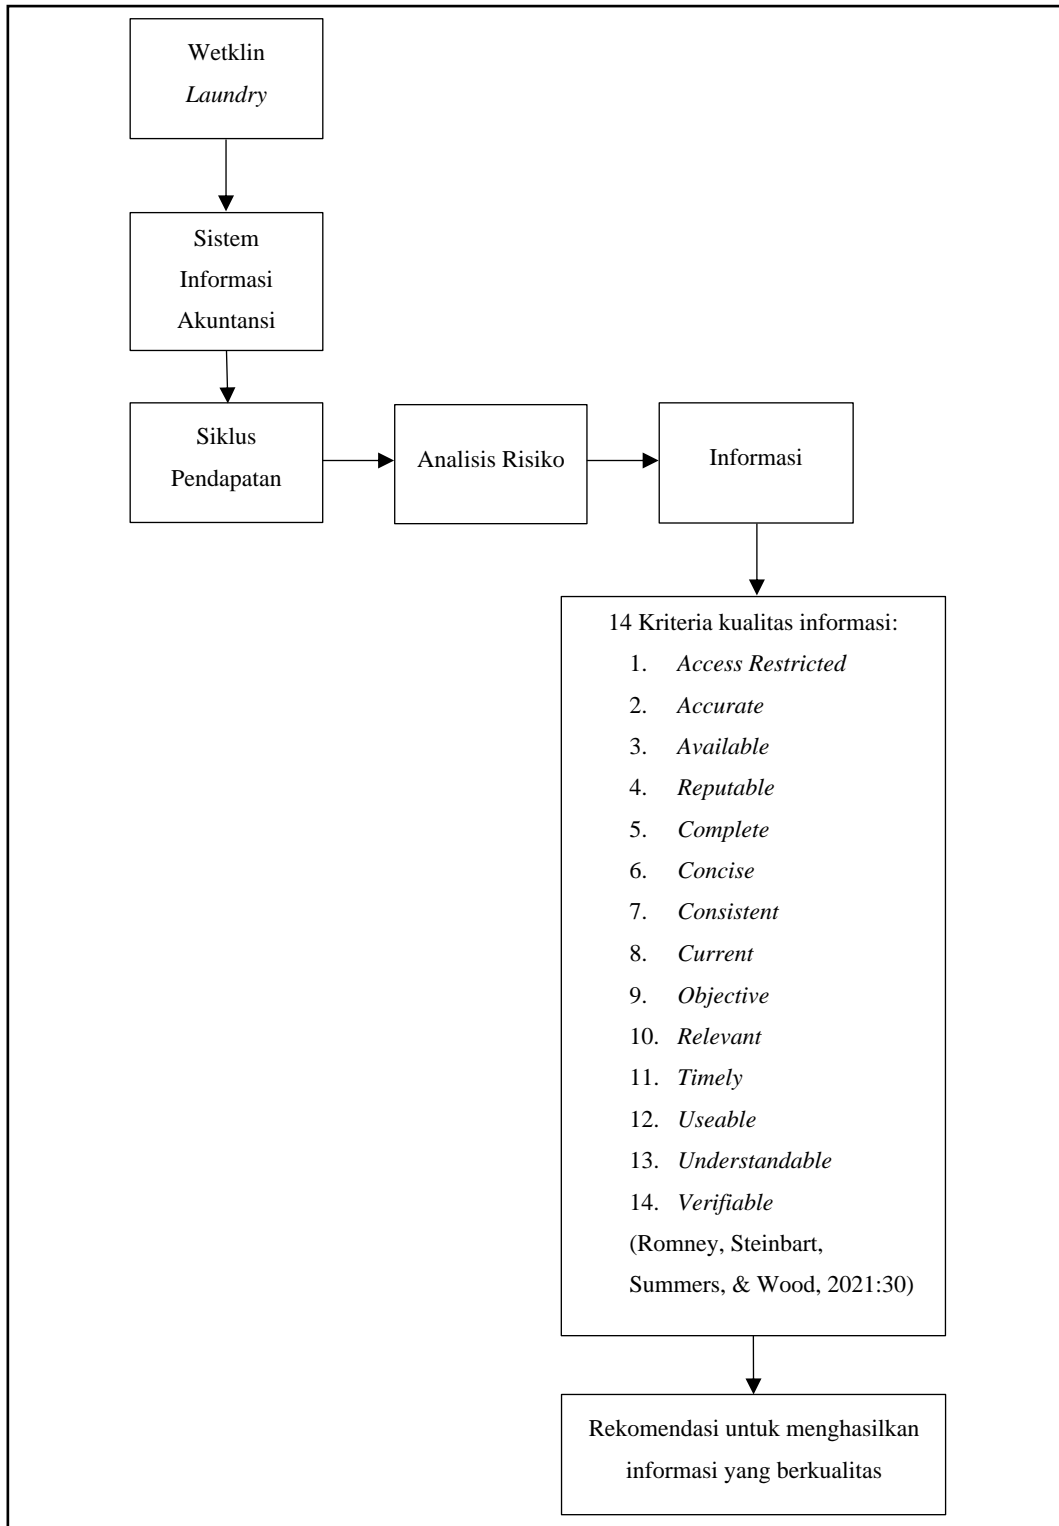 Wetklin
Laundry
Sistem
Informasi
Akuntansi
Siklus
Pendapatan
Analisis Risiko
Informasi
14 Kriteria kualitas informasi:
1. Access Restricted
2. Accurate
3. Available
4. Reputable
5. Complete
6. Concise
7. Consistent
8. Current
9. Objective
10. Relevant
11. Timely
12. Useable
13. Understandable
14. Verifiable
(Romney, Steinbart,
Summers, & Wood, 2021:30)
Rekomendasi untuk menghasilkan
informasi yang berkualitas